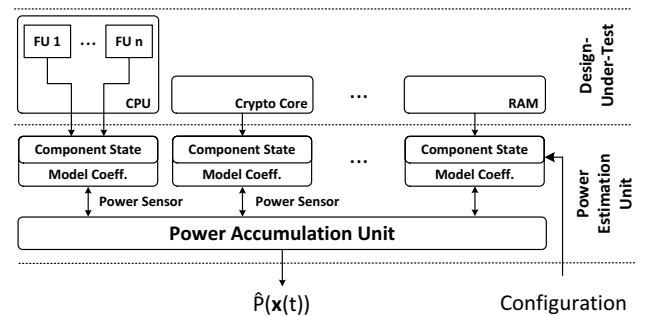 FU 1 ... FU n
CPU
Crypto Core
...
RAM
Design-
Under-Test
Component State
Model Coeff.
Component State
Model Coeff.
...
Component State
Model Coeff.
Power Sensor
Power Sensor
Power Accumulation Unit
Power
Estimation
Unit
P̂(x(t))
Configuration